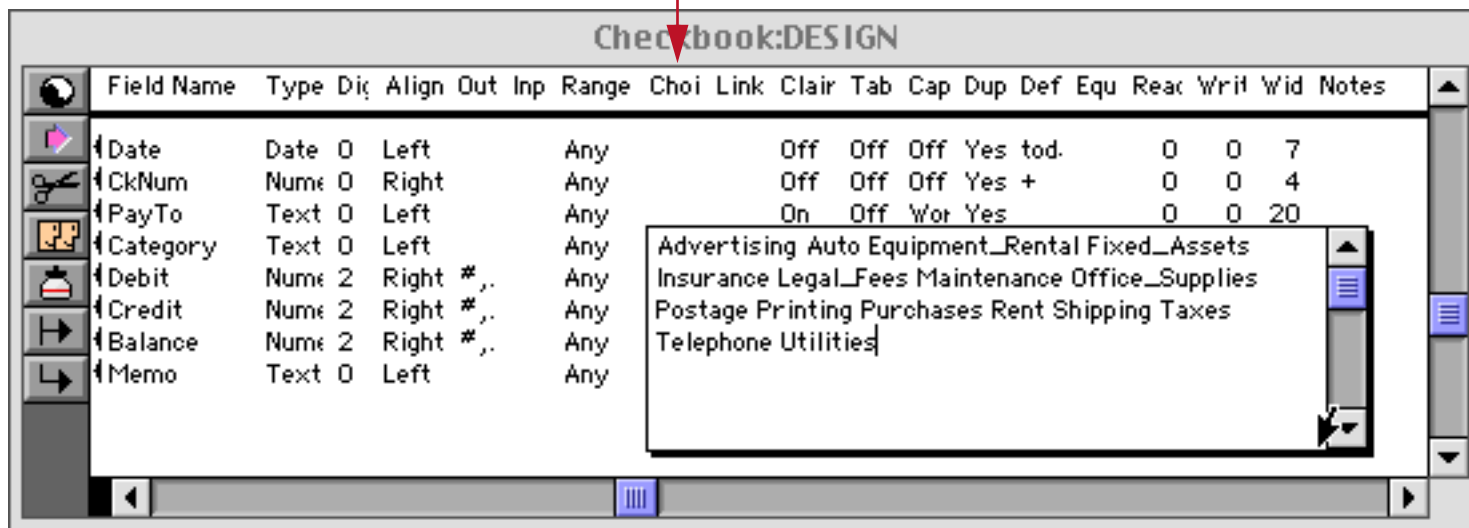 Checkbook:DESIGN
Field Name Type Dig Align Out Inp Range Choi Link Clair Tab Cap Dup Def Equ Read Writ Wid Notes
Date Date 0 Left Any Off Off Off Yes tod. 0 0 7
CkNum Nume 0 Right Any Off Off Off Yes + 0 0 4
PayTo Text 0 Left Any On Off Wor Yes 0 0 20
Category Text 0 Left Any Advertising Auto Equipment_Rental Fixed_Assets
Debit Nume 2 Right #,. Any Insurance Legal_Fees Maintenance Office_Supplies
Credit Nume 2 Right #,. Any Postage Printing Purchases Rent Shipping Taxes
Balance Nume 2 Right #,. Any Telephone Utilities
Memo Text 0 Left Any